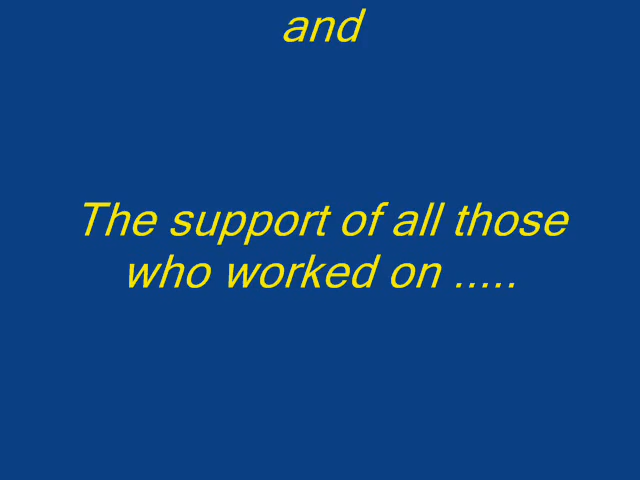 and
The support of all those
who worked on .....